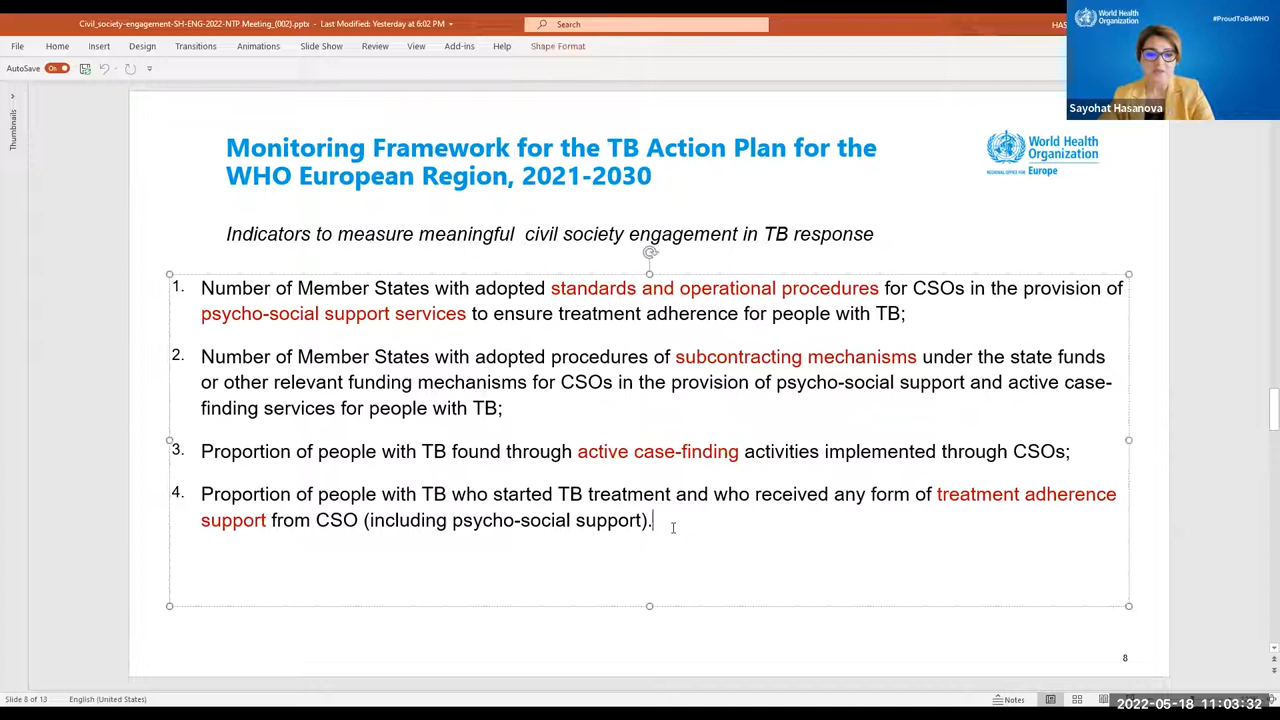 Civil_society-engagement-SH-ENG-2022-NTP Meeting_(002).pptx • Last Modified: Yesterday at 6:02 PM
Search
HAS
File Home Insert Design Transitions Animations Slide Show Review View Add-ins Help Shape Format
AutoSave On
World Health
Organization
#ProudToBeWHO
Sayohat Hasanova
Thumbnails
Monitoring Framework for the TB Action Plan for the
WHO European Region, 2021-2030
World Health
Organization
REGIONAL OFFICE FOR Europe
Indicators to measure meaningful civil society engagement in TB response
1. Number of Member States with adopted standards and operational procedures for CSOs in the provision of
psycho-social support services to ensure treatment adherence for people with TB;
2. Number of Member States with adopted procedures of subcontracting mechanisms under the state funds
or other relevant funding mechanisms for CSOs in the provision of psycho-social support and active case-
finding services for people with TB;
3. Proportion of people with TB found through active case-finding activities implemented through CSOs;
4. Proportion of people with TB who started TB treatment and who received any form of treatment adherence
support from CSO (including psycho-social support).
8
Slide 8 of 13 English (United States) Notes
2022-05-18 11:03:32